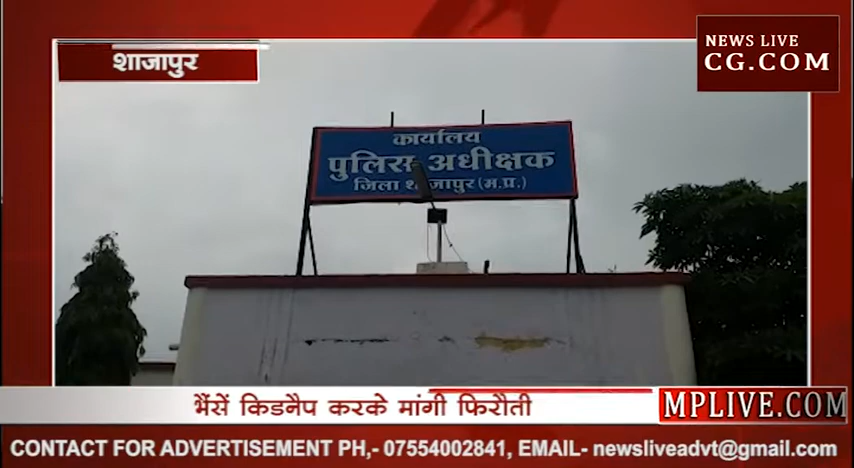 शाजापुर
NEWS LIVE
CG.COM
कार्यालय
पुलिस अधीक्षक
जिला शाजापुर (म.प्र.)
भैंसें किडनैप करके मांगी फिरौती
MPLIVE.COM
CONTACT FOR ADVERTISEMENT PH,- 07554002841, EMAIL- newsliveadvt@gmail.com